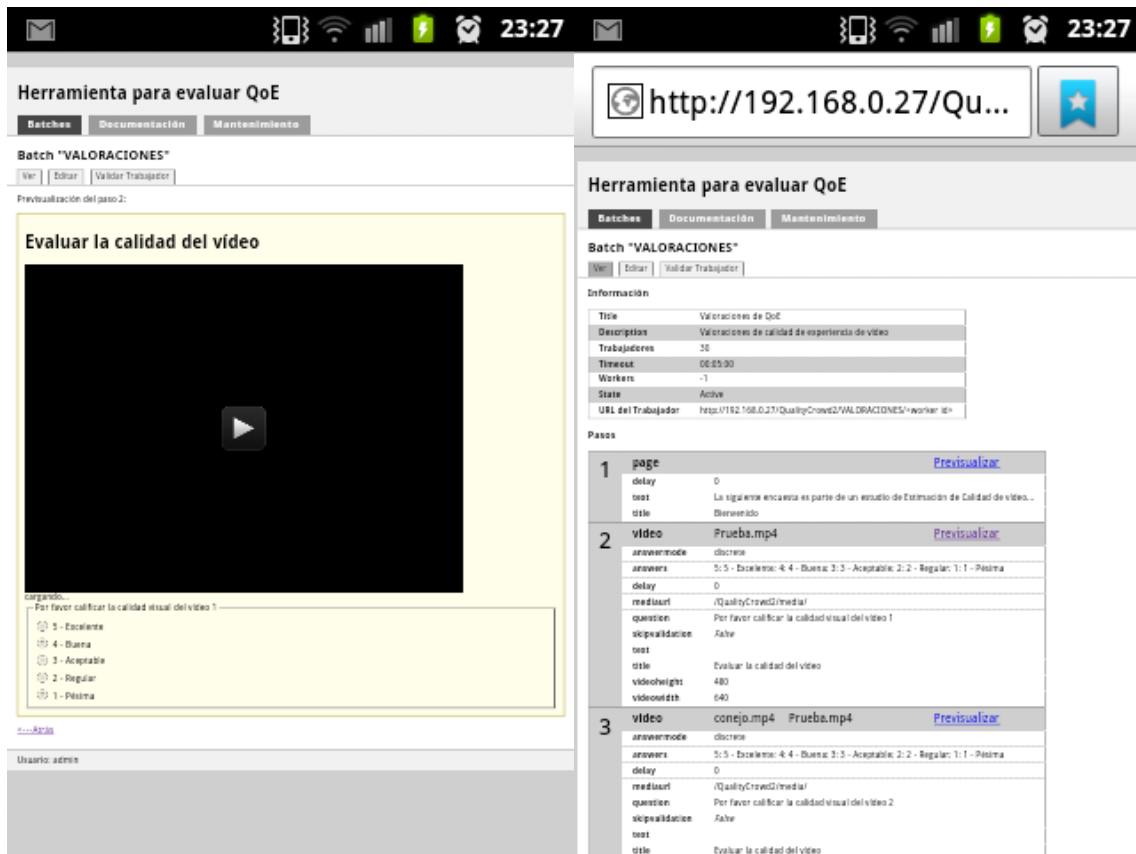 23:27
Herramienta para evaluar QoE
Batches Documentación Mantenimiento
Batch "VALORACIONES"
Ver Editar Validar Trabajador
Previsualización del paso 2:
Evaluar la calidad del vídeo
cargando...
Por favor calificar la calidad visual del vídeo 1
5 - Excelente
4 - Buena
3 - Aceptable
2 - Regular
1 - Pésima
<---Atrás
Usuario: admin
23:27
http://192.168.0.27/Qu...
Herramienta para evaluar QoE
Batches Documentación Mantenimiento
Batch "VALORACIONES"
Ver Editar Validar Trabajador
Información
Title Valoraciones de QoE
Description Valoraciones de calidad de experiencia de vídeo
Trabajadores 30
Timeout 00:05:00
Workers -1
State Active
URL del Trabajador http://192.168.0.27/QualityCrowd2/VALORACIONES/<worker id>
Pasos
1 page Previsualizar
delay 0
text La siguiente encuesta es parte de un estudio de Estimación de Calidad de vídeo...
title Bienvenido
2 video Prueba.mp4 Previsualizar
answermode discrete
answers 5: 5 - Excelente; 4: 4 - Buena; 3: 3 - Aceptable; 2: 2 - Regular; 1: 1 - Pésima
delay 0
mediaurl /QualityCrowd2/media/
question Por favor calificar la calidad visual del vídeo 1
skipvalidation False
text
title Evaluar la calidad del vídeo
videoheight 480
videowidth 640
3 video conejo.mp4 Prueba.mp4 Previsualizar
answermode discrete
answers 5: 5 - Excelente; 4: 4 - Buena; 3: 3 - Aceptable; 2: 2 - Regular; 1: 1 - Pésima
delay 0
mediaurl /QualityCrowd2/media/
question Por favor calificar la calidad visual del vídeo 2
skipvalidation False
text
title Evaluar la calidad del vídeo